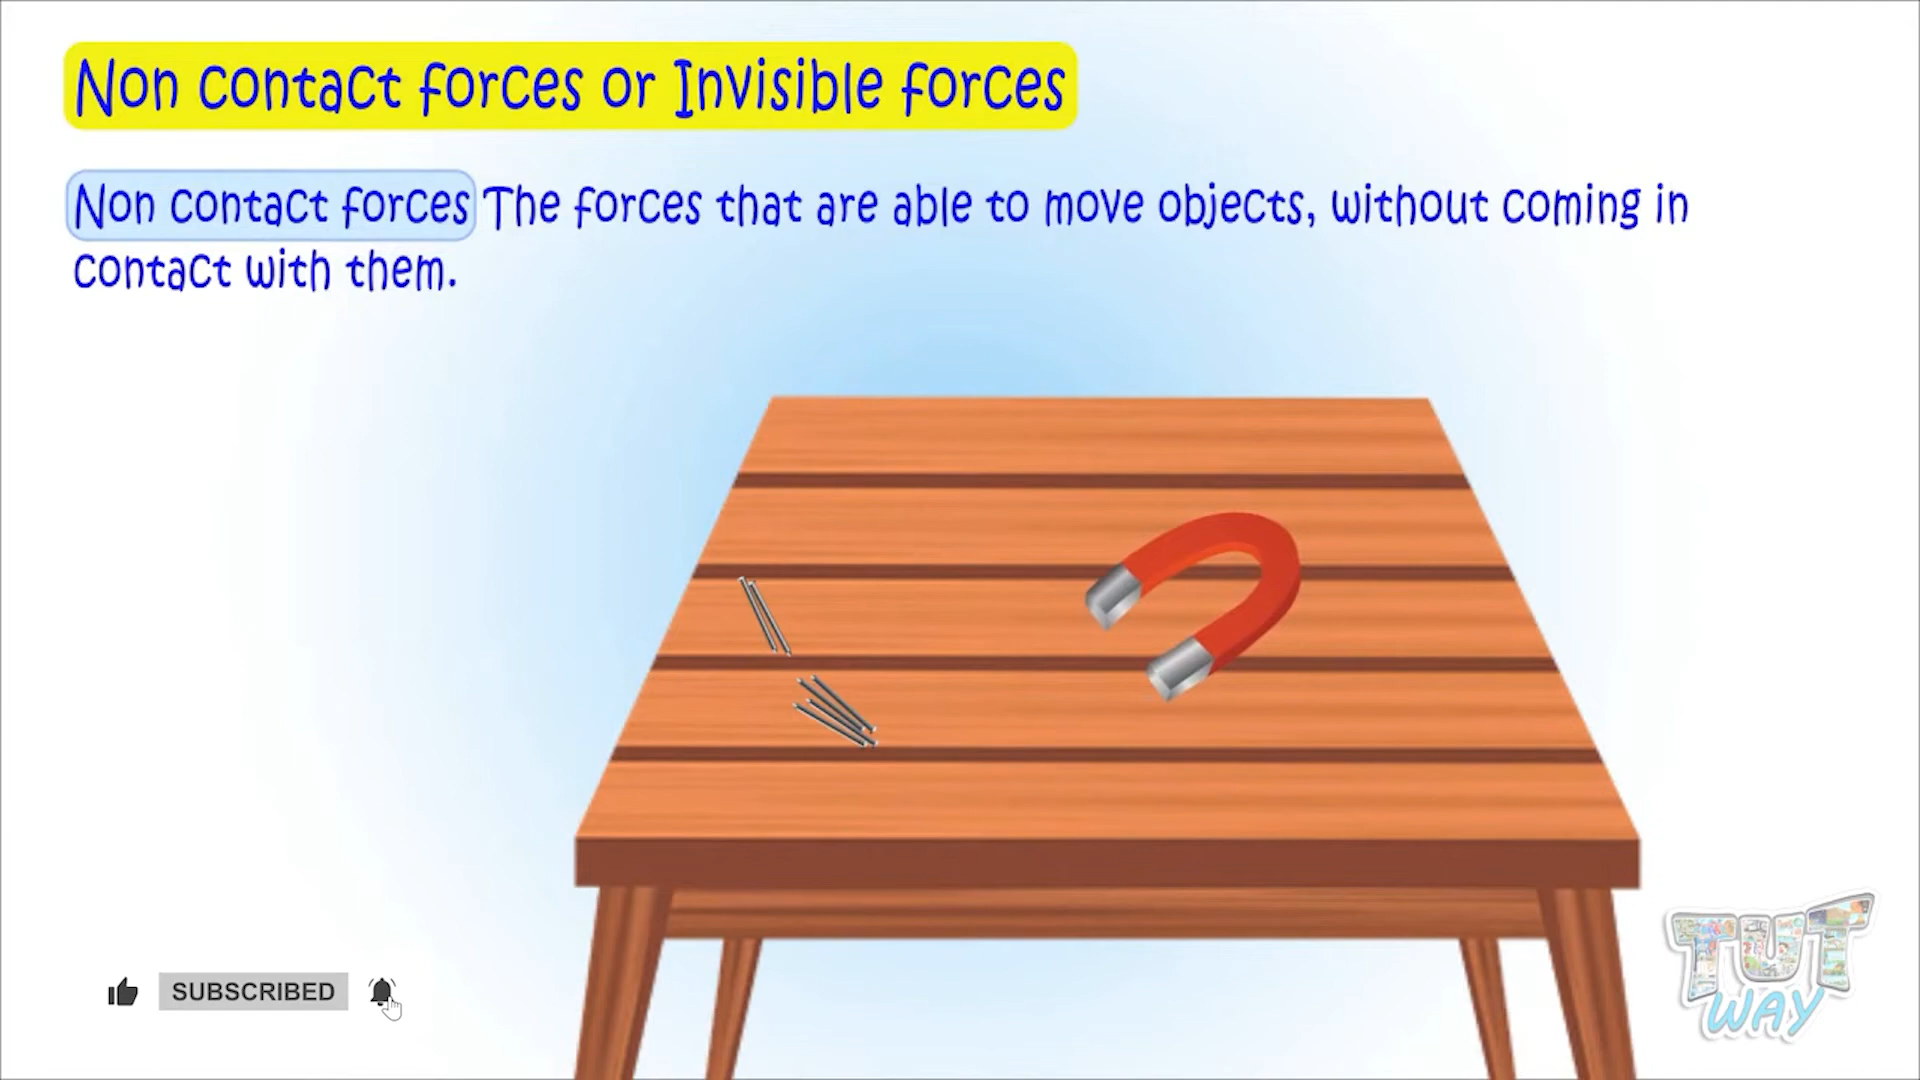 Non contact forces or Invisible forces
Non contact forces The forces that are able to move objects, without coming in
contact with them.
SUBSCRIBED
TUT
WAY